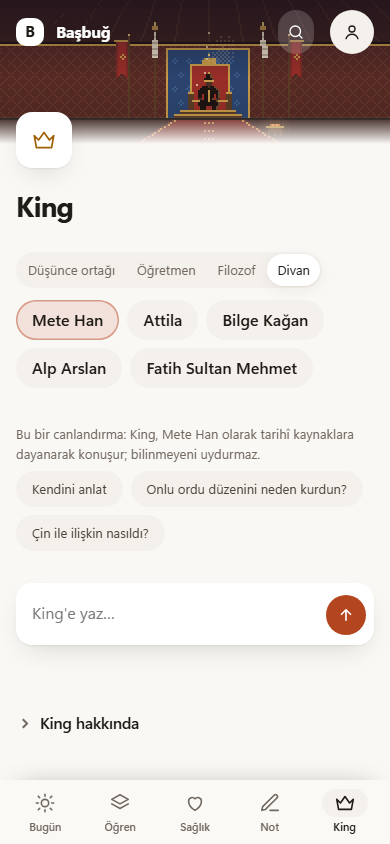 B Başbuğ
King
Düşünce ortağı Öğretmen Filozof Divan
Mete Han Attila Bilge Kağan
Alp Arslan Fatih Sultan Mehmet
Bu bir canlandırma: King, Mete Han olarak tarihî kaynaklara
dayanarak konuşur; bilinmeyeni uydurmaz.
Kendini anlat Onlu ordu düzenini neden kurdun?
Çin ile ilişkin nasıldı?
King'e yaz...
King hakkında
Bugün Öğren Sağlık Not King